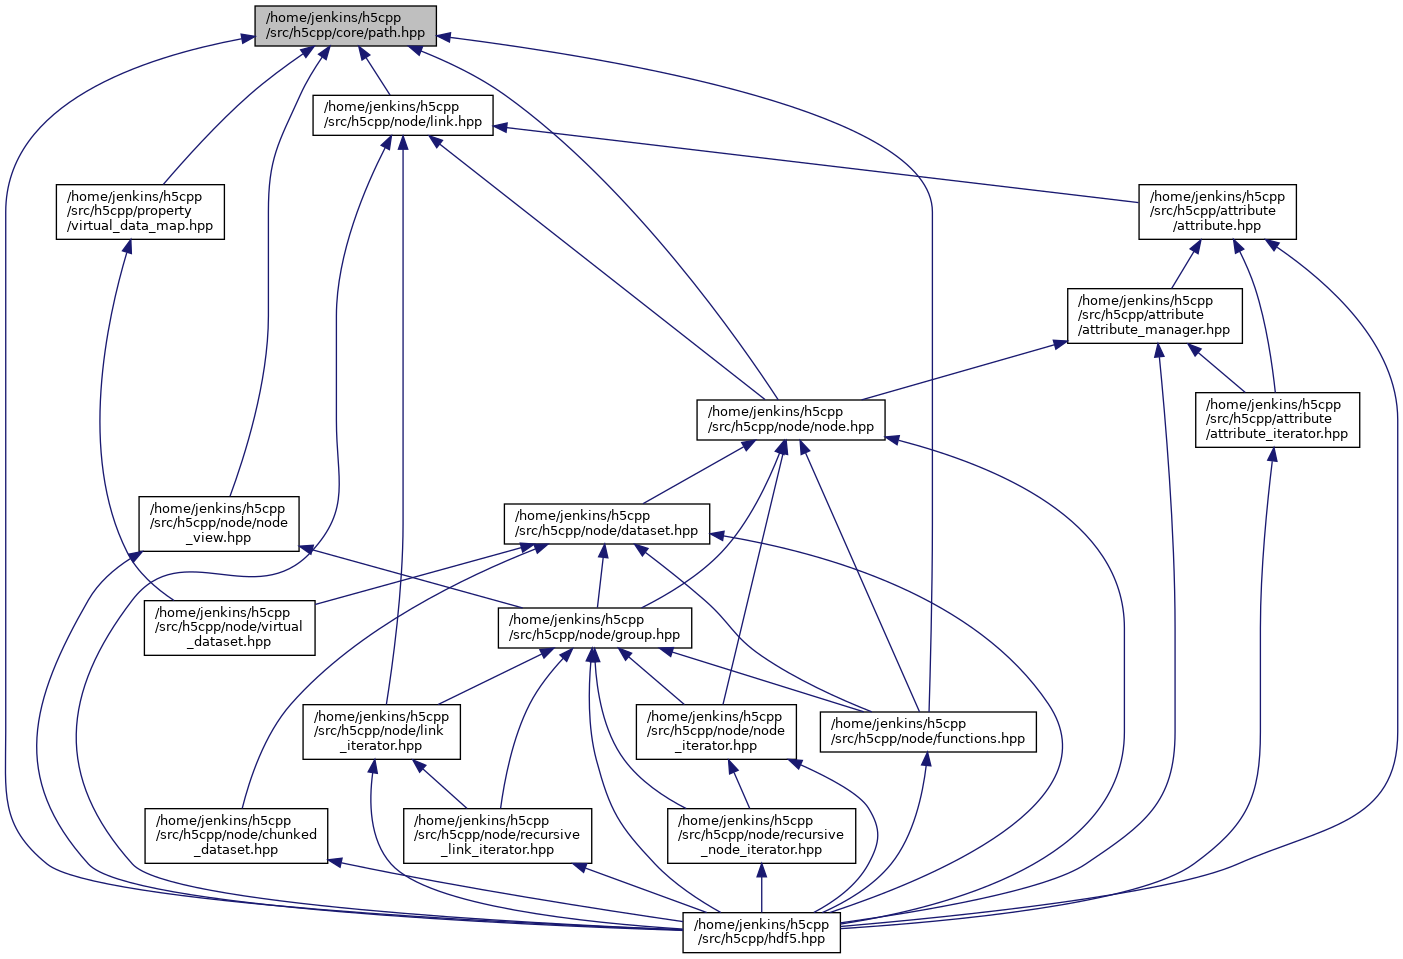 /home/jenkins/h5cpp
/src/h5cpp/core/path.hpp
/home/jenkins/h5cpp
/src/h5cpp/node/link.hpp
/home/jenkins/h5cpp
/src/h5cpp/property
/virtual_data_map.hpp
/home/jenkins/h5cpp
/src/h5cpp/attribute
/attribute.hpp
/home/jenkins/h5cpp
/src/h5cpp/attribute
/attribute_manager.hpp
/home/jenkins/h5cpp
/src/h5cpp/node/node.hpp
/home/jenkins/h5cpp
/src/h5cpp/attribute
/attribute_iterator.hpp
/home/jenkins/h5cpp
/src/h5cpp/node/node
_view.hpp
/home/jenkins/h5cpp
/src/h5cpp/node/dataset.hpp
/home/jenkins/h5cpp
/src/h5cpp/node/virtual
_dataset.hpp
/home/jenkins/h5cpp
/src/h5cpp/node/group.hpp
/home/jenkins/h5cpp
/src/h5cpp/node/link
_iterator.hpp
/home/jenkins/h5cpp
/src/h5cpp/node/node
_iterator.hpp
/home/jenkins/h5cpp
/src/h5cpp/node/functions.hpp
/home/jenkins/h5cpp
/src/h5cpp/node/chunked
_dataset.hpp
/home/jenkins/h5cpp
/src/h5cpp/node/recursive
_link_iterator.hpp
/home/jenkins/h5cpp
/src/h5cpp/node/recursive
_node_iterator.hpp
/home/jenkins/h5cpp
/src/h5cpp/hdf5.hpp